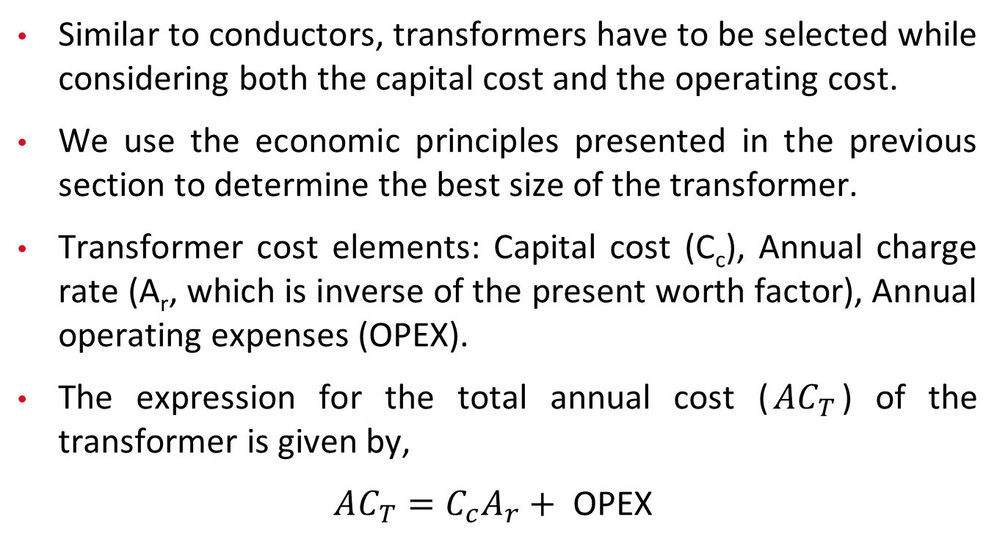 • Similar to conductors, transformers have to be selected while
considering both the capital cost and the operating cost.
• We use the economic principles presented in the previous
section to determine the best size of the transformer.
• Transformer cost elements: Capital cost (C_c), Annual charge
rate (A_r, which is inverse of the present worth factor), Annual
operating expenses (OPEX).
• The expression for the total annual cost (AC_T) of the
transformer is given by,
AC_T = C_cA_r + OPEX